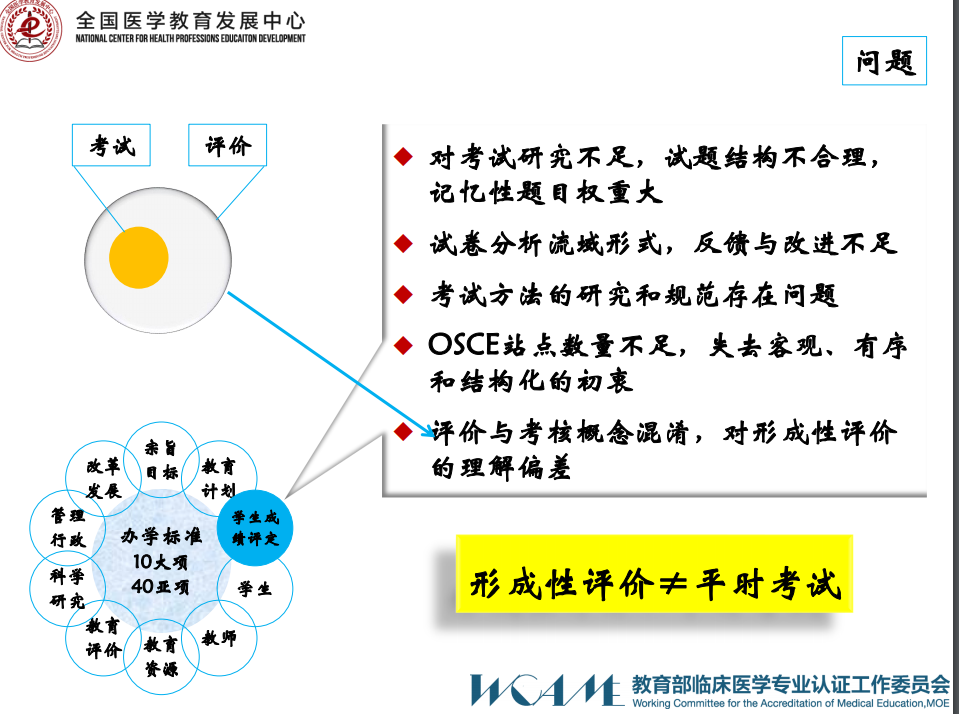 全国医学教育发展中心
NATIONAL CENTER FOR HEALTH PROFESSIONS EDUCAITON DEVELOPMENT
问题
考试
评价
对考试研究不足，试题结构不合理，
记忆性题目权重大
试卷分析流域形式，反馈与改进不足
考试方法的研究和规范存在问题
OSCE站点数量不足，失去客观、有序
和结构化的初衷
评价与考核概念混淆，对形成性评价
的理解偏差
宗旨
目标
教育
计划
学生成
绩评定
学生
教师
教育
资源
教育
评价
科学
研究
管理
行政
改革
发展
办学标准
10大项
40亚项
形成性评价≠平时考试
WCAME
教育部临床医学专业认证工作委员会
Working Committee for the Accreditation of Medical Education,MOE